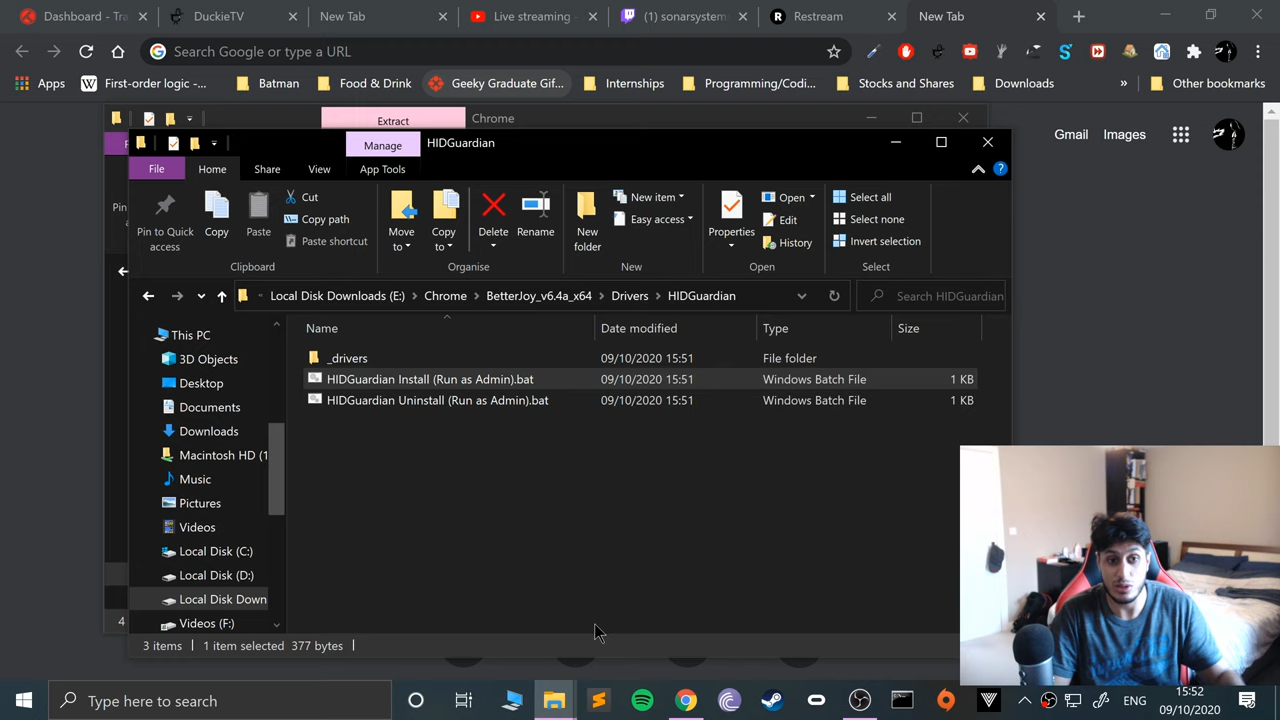 Dashboard - Tra
DuckieTV
New Tab
Live streaming -
(1) sonarsystem
Restream
New Tab
Search Google or type a URL
Apps
First-order logic -...
Batman
Food & Drink
Geeky Graduate Gif...
Internships
Programming/Codi...
Stocks and Shares
Downloads
»
Other bookmarks
Extract
Chrome
Gmail
Images
Manage
HIDGuardian
File
Home
Share
View
App Tools
Pin to Quick access
Copy
Paste
Cut
Copy path
Paste shortcut
Clipboard
Move to
Copy to
Delete
Rename
Organise
New folder
New item
Easy access
New
Properties
Open
Edit
History
Open
Select all
Select none
Invert selection
Select
Local Disk Downloads (E:) > Chrome > BetterJoy_v6.4a_x64 > Drivers > HIDGuardian
Search HIDGuardian
Name
Date modified
Type
Size
_drivers
09/10/2020 15:51
File folder
HIDGuardian Install (Run as Admin).bat
09/10/2020 15:51
Windows Batch File
1 KB
HIDGuardian Uninstall (Run as Admin).bat
09/10/2020 15:51
Windows Batch File
1 KB
This PC
3D Objects
Desktop
Documents
Downloads
Macintosh HD (1
Music
Pictures
Videos
Local Disk (C:)
Local Disk (D:)
Local Disk Down
Videos (F:)
3 items
1 item selected 377 bytes
Type here to search
ENG
15:52
09/10/2020